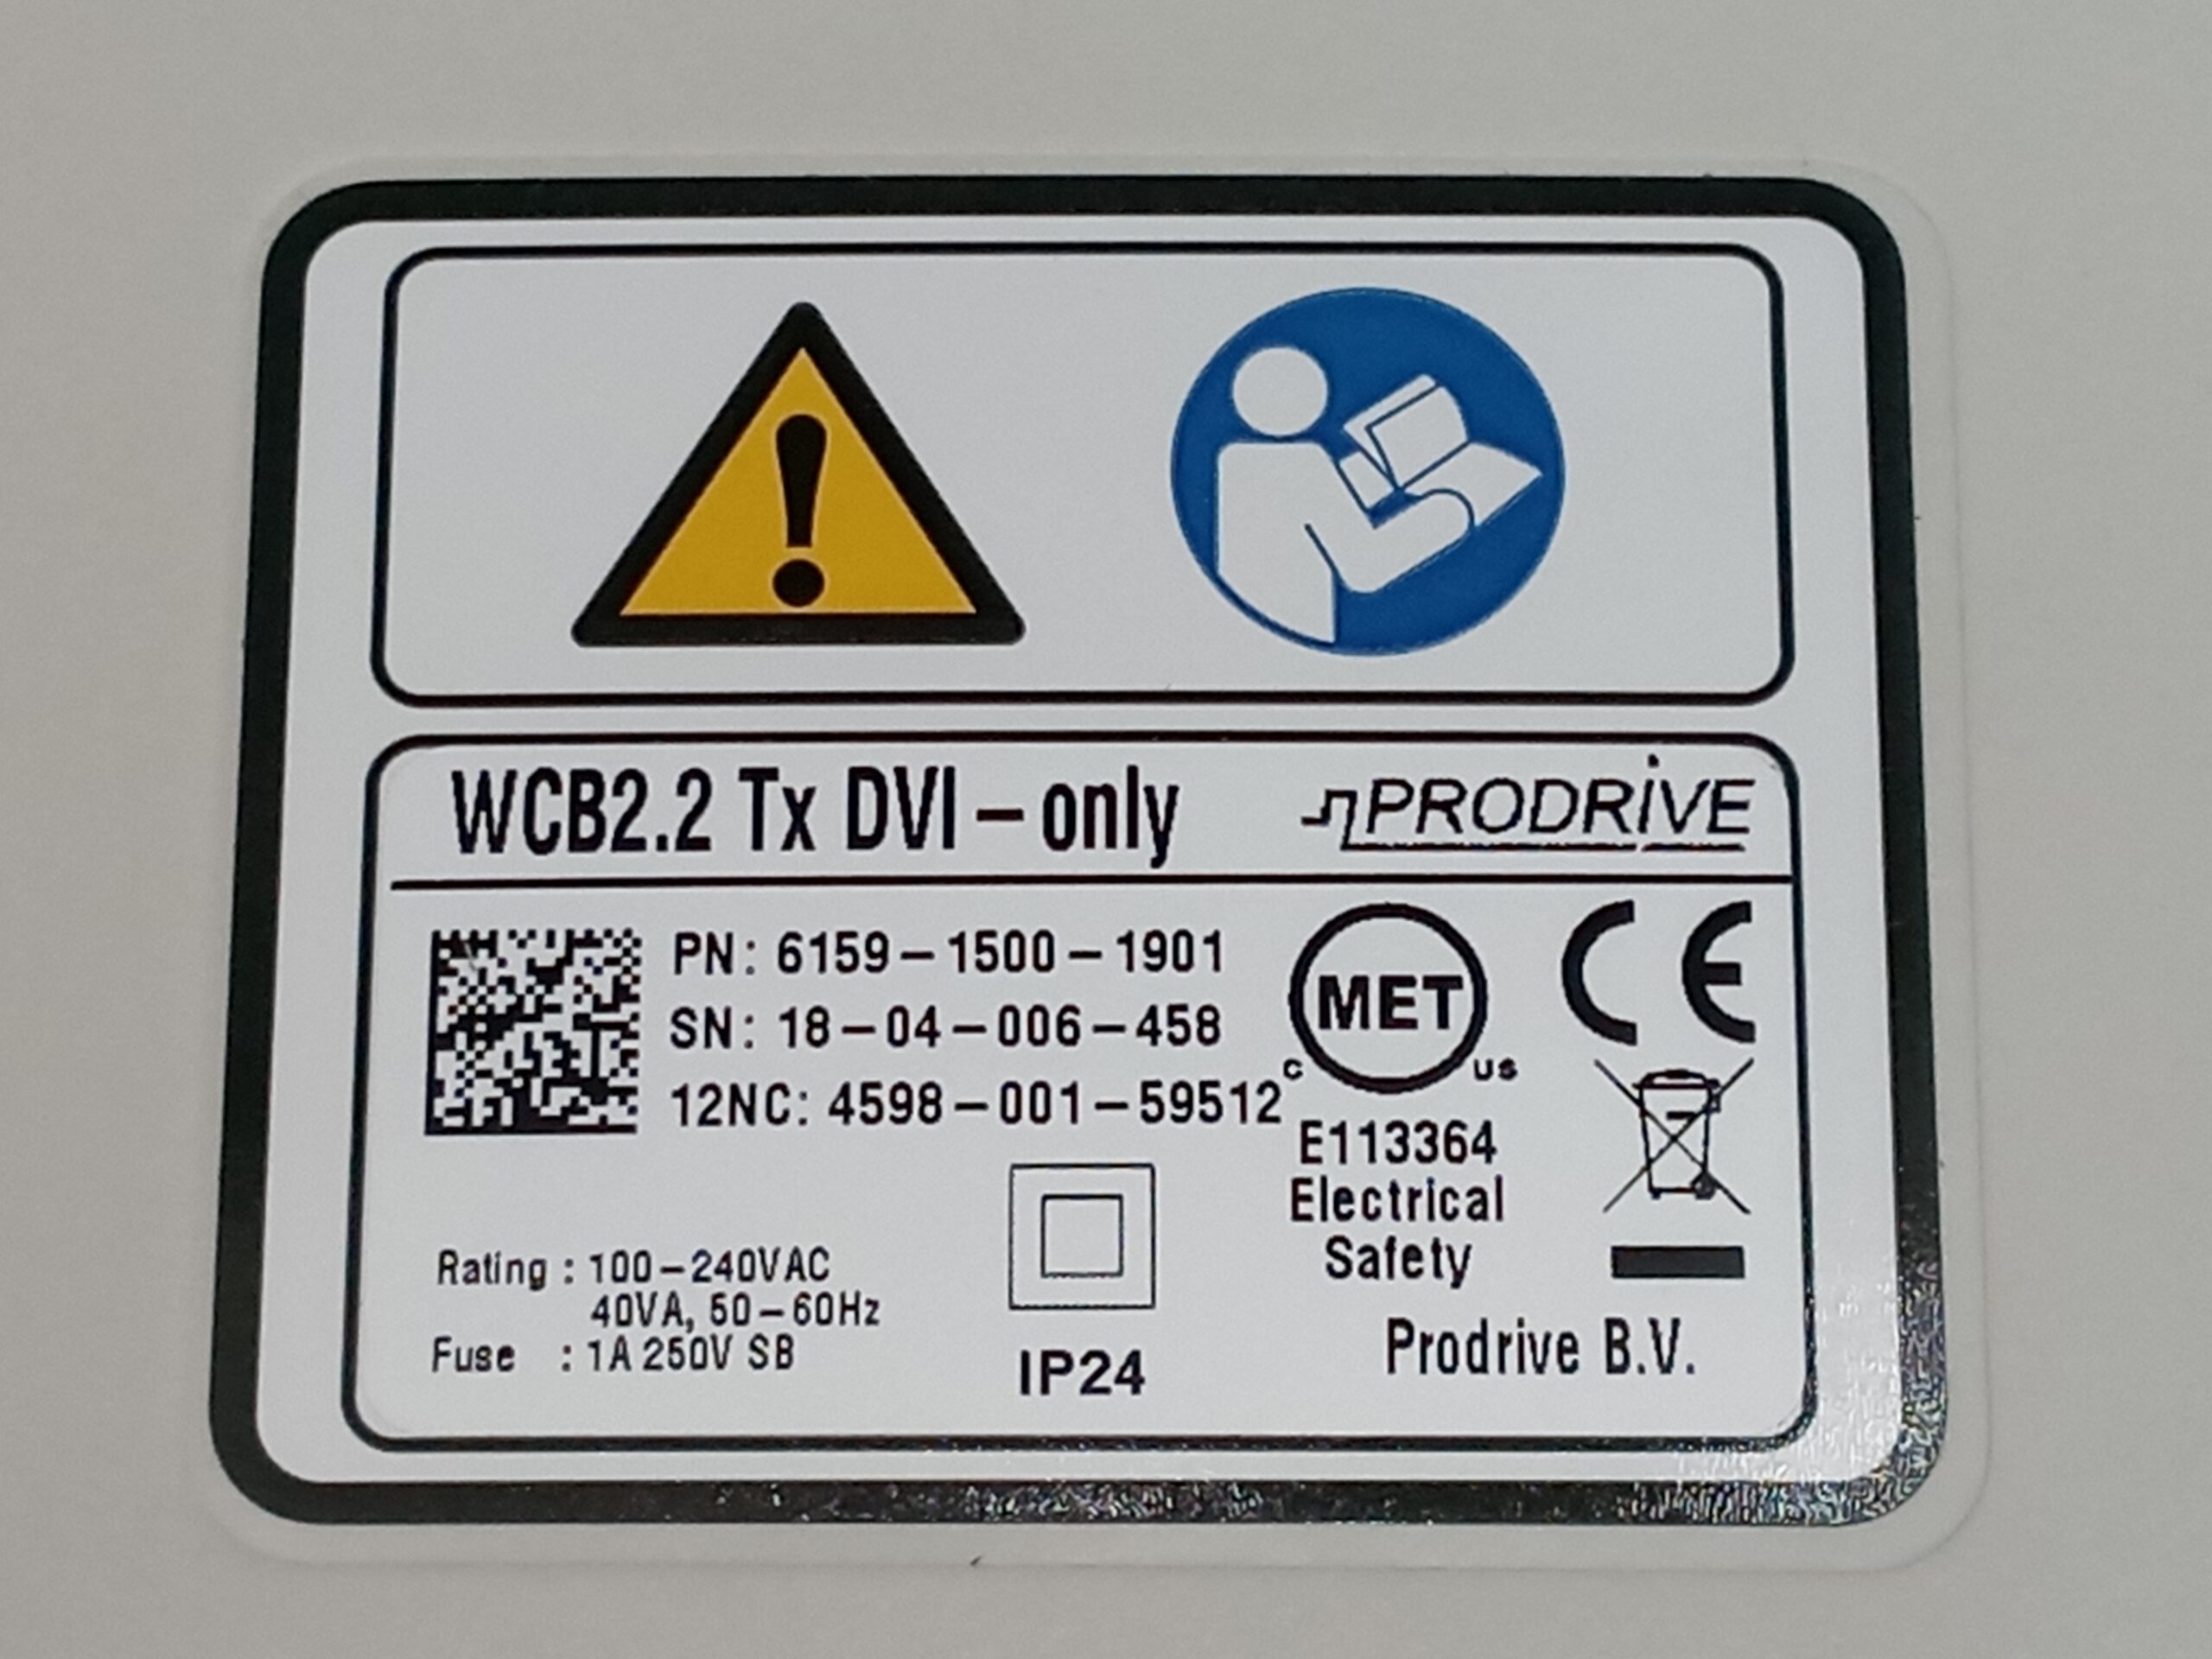 WCB2.2 Tx DVI – only
PRODRiVE
PN: 6159–1500–1901
SN: 18–04–006–458
12NC: 4598–001–59512
MET
c us
CE
E113364
Electrical
Safety
Rating : 100–240VAC
40VA, 50–60Hz
Fuse : 1A 250V SB
IP24
Prodrive B.V.